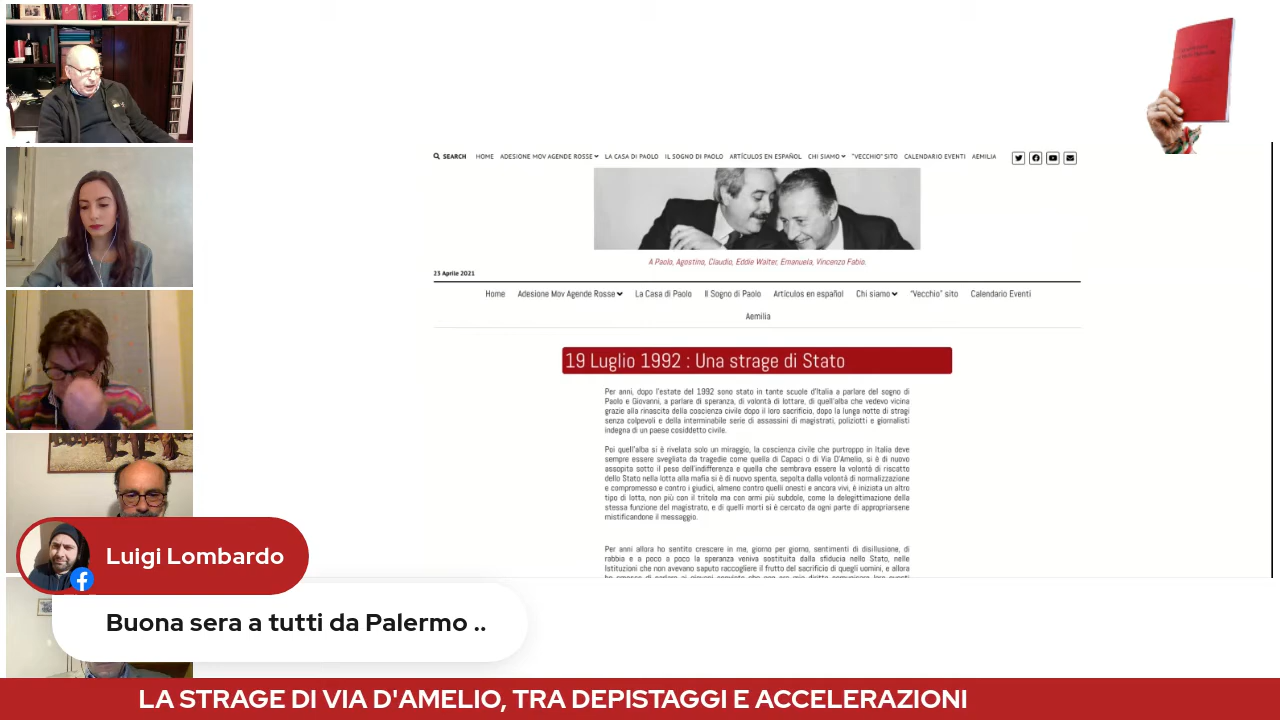 SEARCH HOME ADESIONE MOV AGENDE ROSSE LA CASA DI PAOLO IL SOGNO DI PAOLO ARTÍCULOS EN ESPAÑOL CHI SIAMO "VECCHIO" SITO CALENDARIO EVENTI AEMILIA
A Paolo, Agostino, Claudio, Eddie Walter, Emanuela, Vincenzo Fabio.
23 Aprile 2021
Home Adesione Mov Agende Rosse La Casa di Paolo Il Sogno di Paolo Artículos en español Chi siamo "Vecchio" sito Calendario Eventi
Aemilia
19 Luglio 1992 : Una strage di Stato
Per anni, dopo l'estate del 1992 sono stato in tante scuole d'Italia a parlare del sogno di
Paolo e Giovanni, a parlare di speranza, di volontà di lottare, di quell'alba che vedevo vicina
grazie alla rinascita della coscienza civile dopo il loro sacrificio, dopo la lunga notte di stragi
senza colpevoli e della interminabile serie di assassini di magistrati, poliziotti e giornalisti
indegna di un paese cosiddetto civile.
Poi quell'alba si è rivelata solo un miraggio, la coscienza civile che purtroppo in Italia deve
sempre essere svegliata da tragedie come quella di Capaci o di Via D'Amelio, si è di nuovo
assopita sotto il peso dell'indifferenza e quella che sembrava essere la volontà di riscatto
dello Stato nella lotta alla mafia si è di nuovo spenta, sepolta dalla volontà di normalizzazione
e compromesso e contro i giudici, almeno contro quelli onesti e ancora vivi, è iniziata un altro
tipo di lotta, non più con il tritolo ma con armi più subdole, come la delegittimazione della
stessa funzione del magistrato, e di quelli morti si è cercato da ogni parte di appropriarsene
mistificandone il messaggio.
Per anni allora ho sentito crescere in me, giorno per giorno, sentimenti di disillusione, di
rabbia e a poco a poco la speranza veniva sostituita dalla sfiducia nello Stato, nelle
Istituzioni che non avevano saputo raccogliere il frutto del sacrificio di quegli uomini, e allora
Luigi Lombardo
Buona sera a tutti da Palermo ..
LA STRAGE DI VIA D'AMELIO, TRA DEPISTAGGI E ACCELERAZIONI